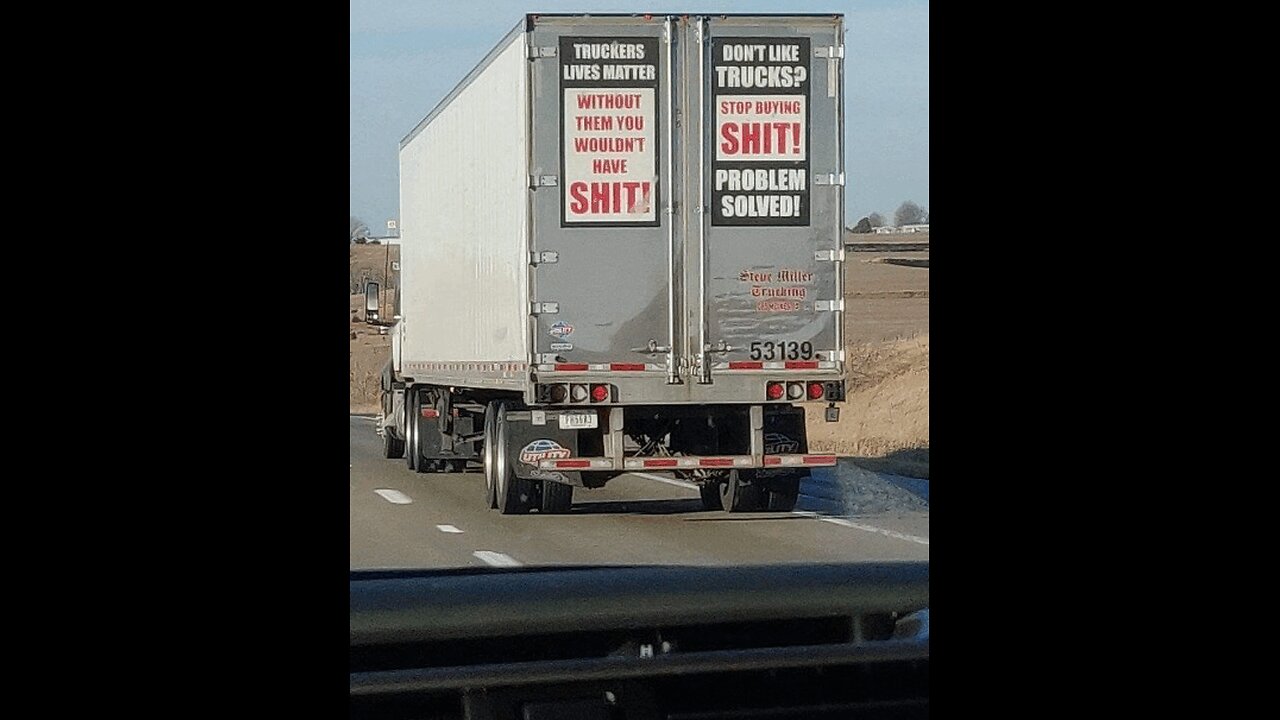 TRUCKERS
LIVES MATTER
WITHOUT
THEM YOU
WOULDN'T
HAVE
SHIT!
DON'T LIKE
TRUCKS?
STOP BUYING
SHIT!
PROBLEM
SOLVED!
Steve Miller
Trucking
53139
UTILITY
UTILITY